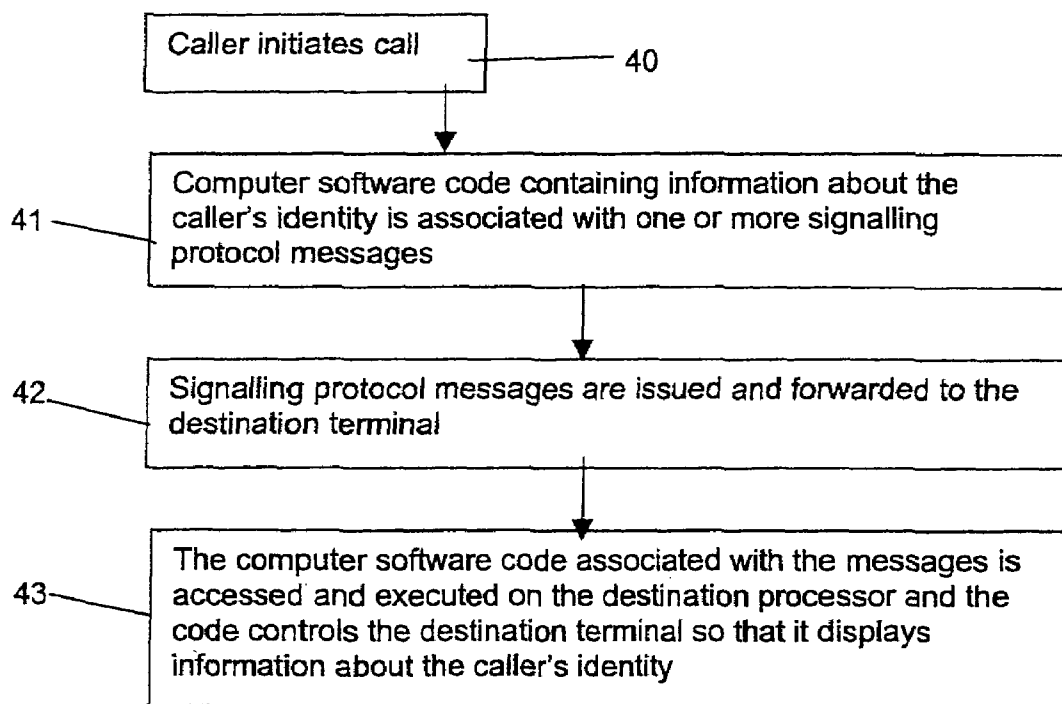 Caller initiates call
40
Computer software code containing information about the
caller's identity is associated with one or more signalling
protocol messages
41
Signalling protocol messages are issued and forwarded to the
destination terminal
42
The computer software code associated with the messages is
accessed and executed on the destination processor and the
code controls the destination terminal so that it displays
information about the caller's identity
43